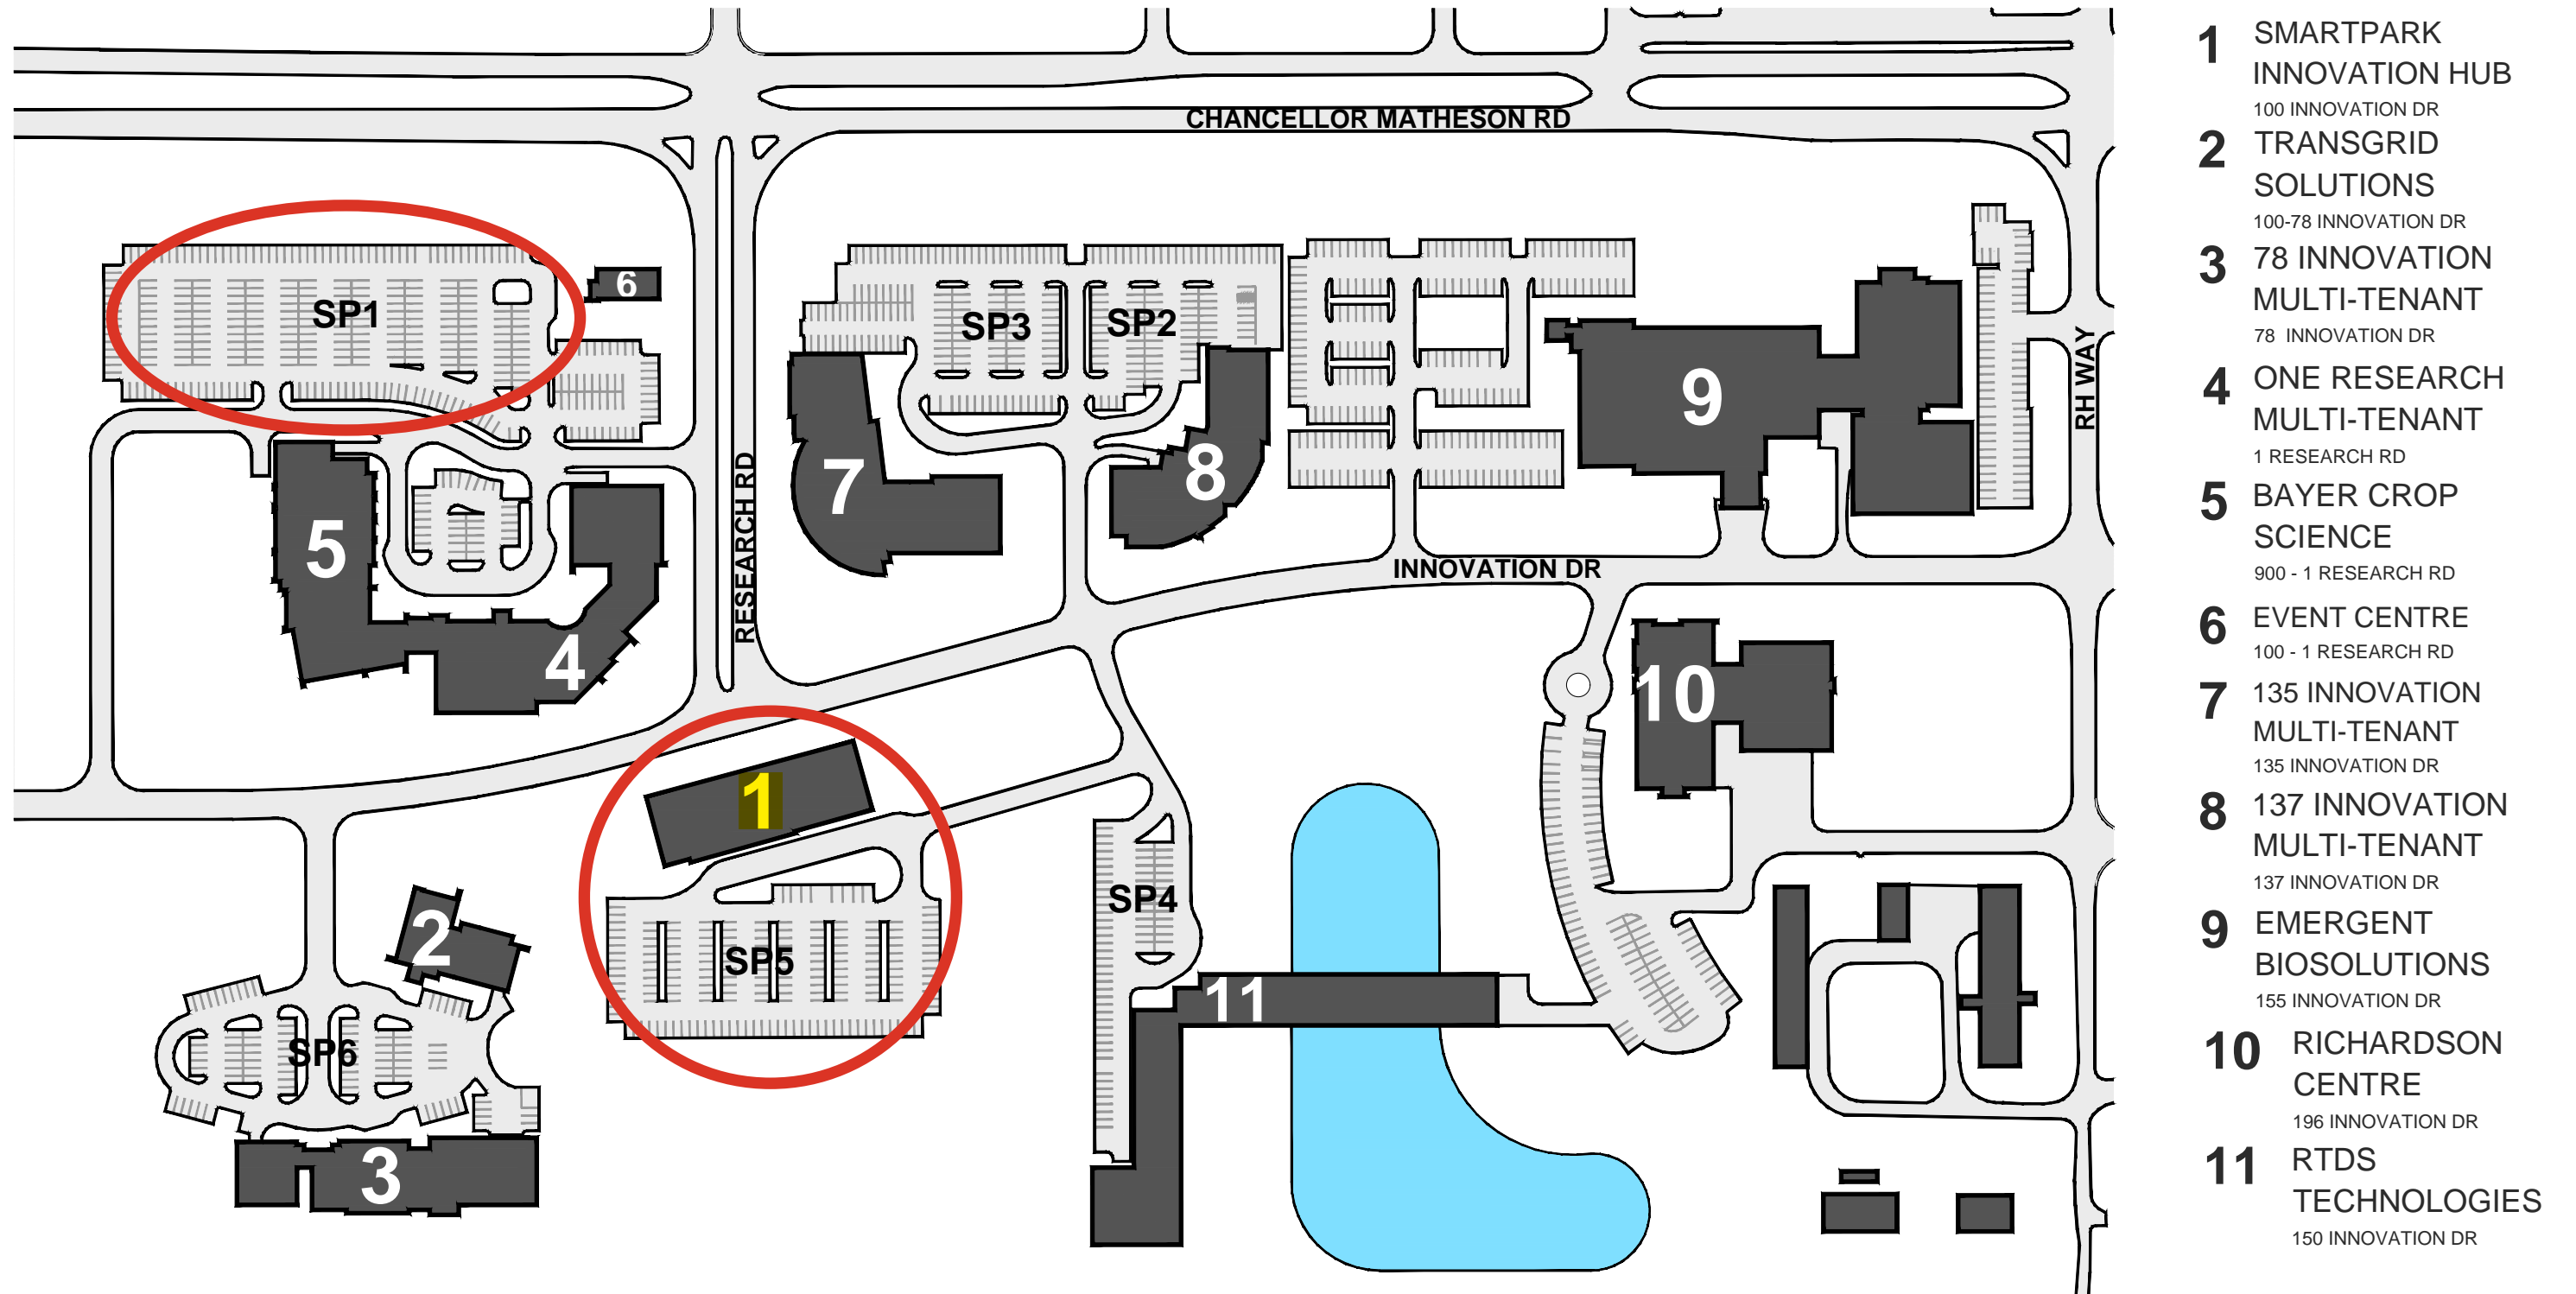 CHANCELLOR MATHESON RD
6
SP1
SP3
SP2
RH WAY
9
7
8
RESEARCH RD
5
INNOVATION DR
4
10
1
2
SP4
SP5
11
SP6
3
1 SMARTPARK
INNOVATION HUB
100 INNOVATION DR
2 TRANSGRID
SOLUTIONS
100-78 INNOVATION DR
3 78 INNOVATION
MULTI-TENANT
78 INNOVATION DR
4 ONE RESEARCH
MULTI-TENANT
1 RESEARCH RD
5 BAYER CROP
SCIENCE
900 - 1 RESEARCH RD
6 EVENT CENTRE
100 - 1 RESEARCH RD
7 135 INNOVATION
MULTI-TENANT
135 INNOVATION DR
8 137 INNOVATION
MULTI-TENANT
137 INNOVATION DR
9 EMERGENT
BIOSOLUTIONS
155 INNOVATION DR
10 RICHARDSON
CENTRE
196 INNOVATION DR
11 RTDS
TECHNOLOGIES
150 INNOVATION DR